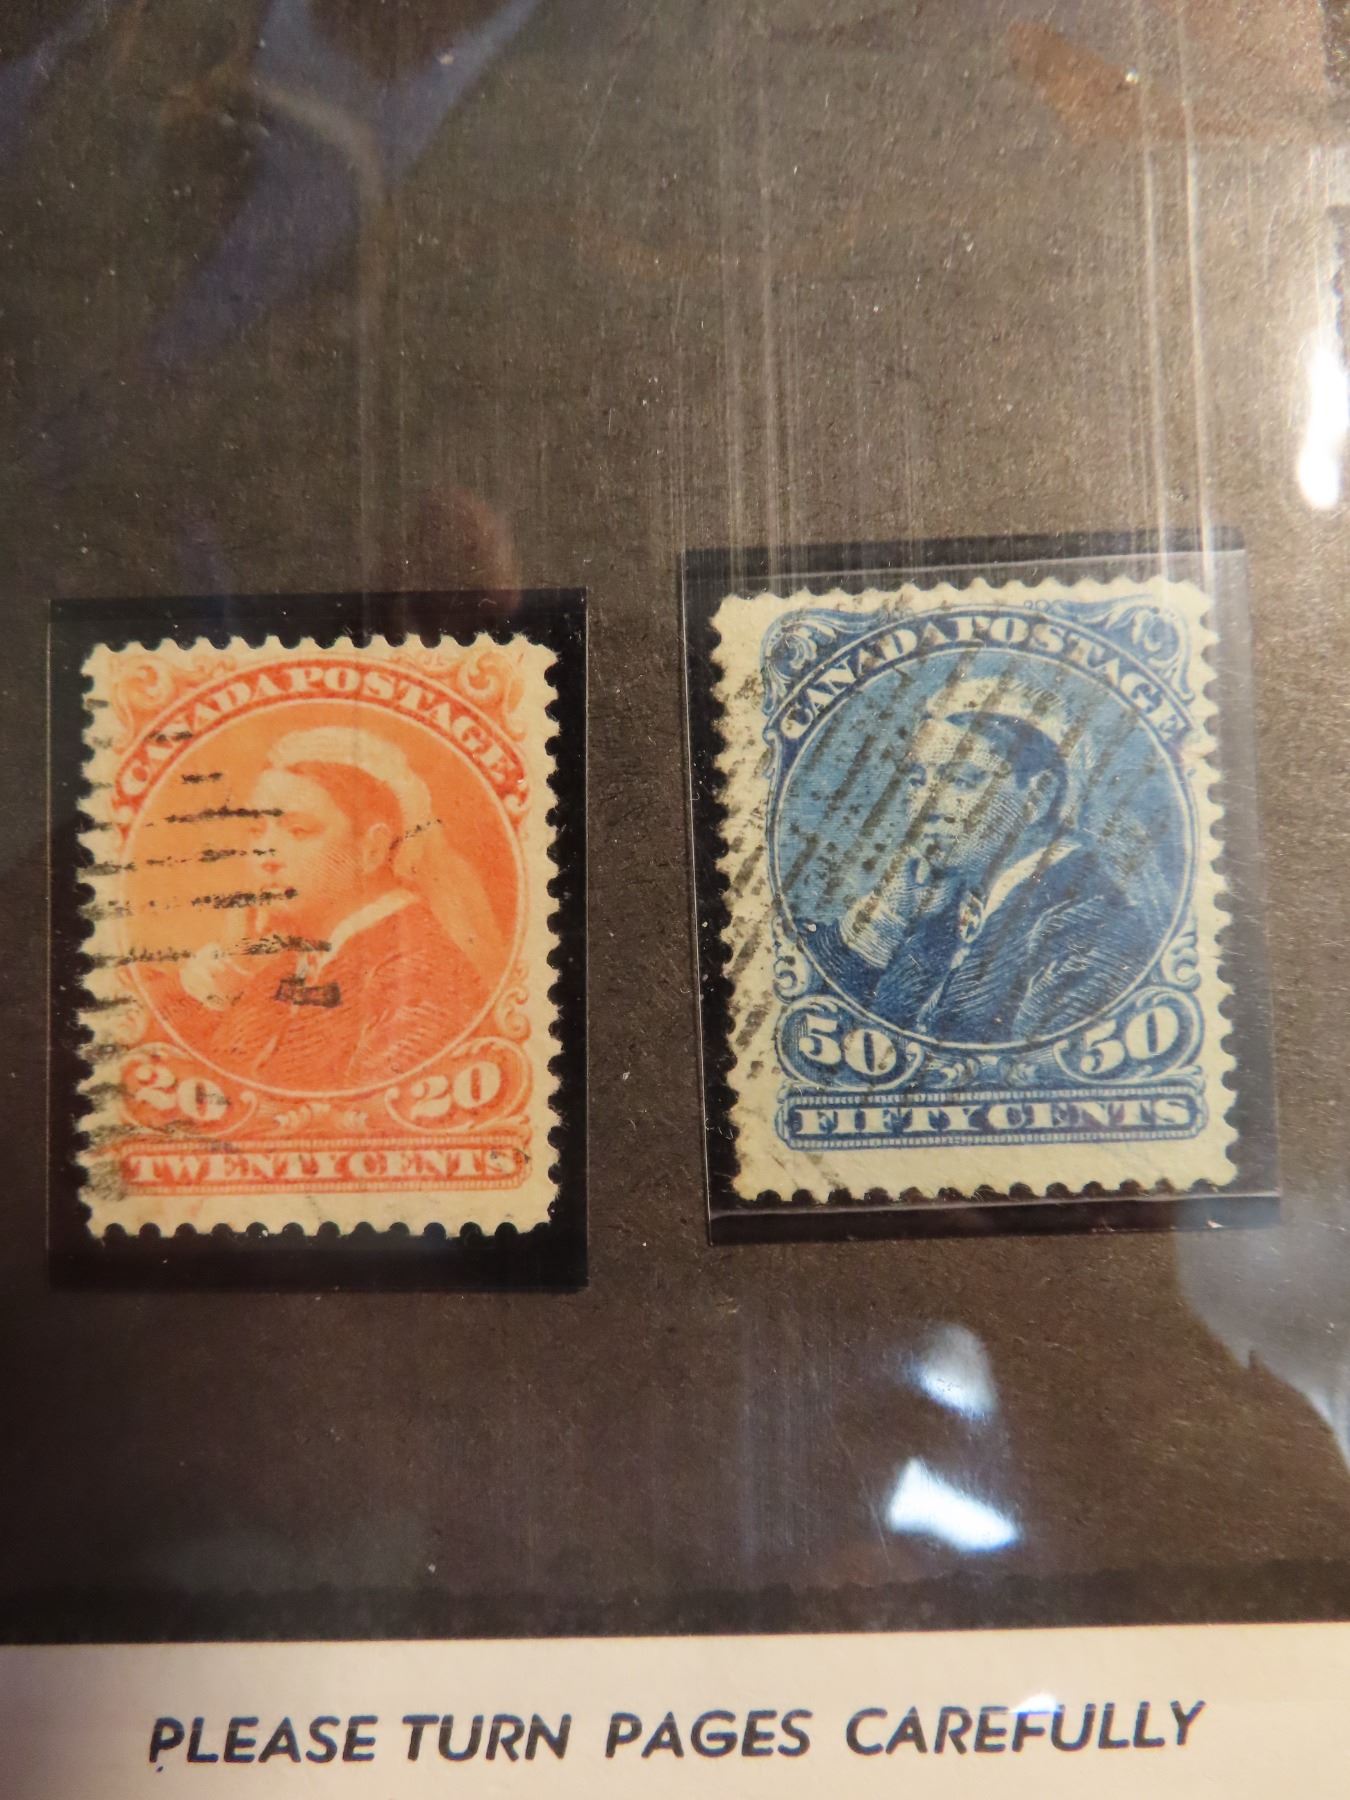 CANADA POSTAGE
20 20
TWENTY CENTS
CANADA POSTAGE
50 50
FIFTY CENTS
PLEASE TURN PAGES CAREFULLY